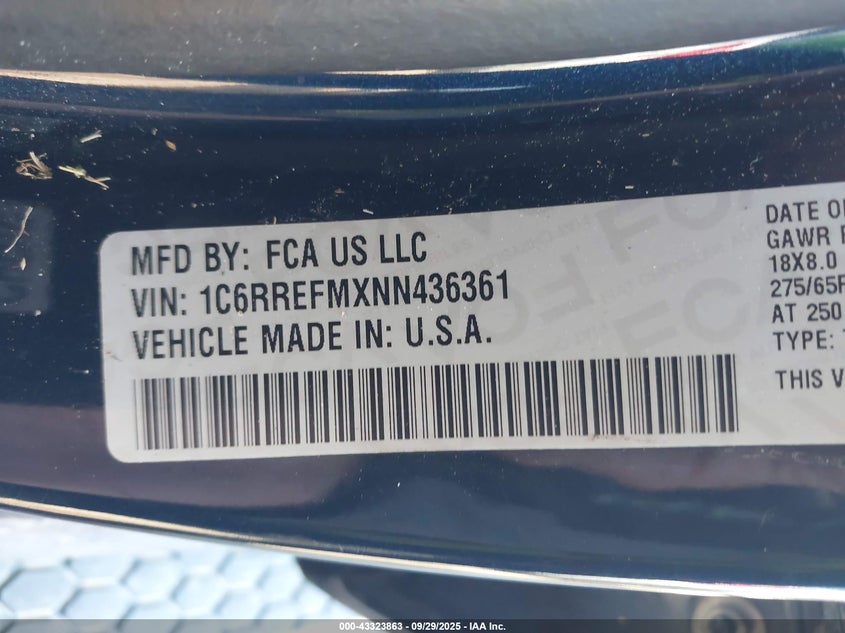 MFD BY: FCA US LLC
VIN: 1C6RREFMXNN436361
VEHICLE MADE IN: U.S.A.
DATE O
GAWR
18X8.0
275/65R
AT 250
TYPE:
THIS V
000-43323863 - 09/29/2025 - IAA Inc.